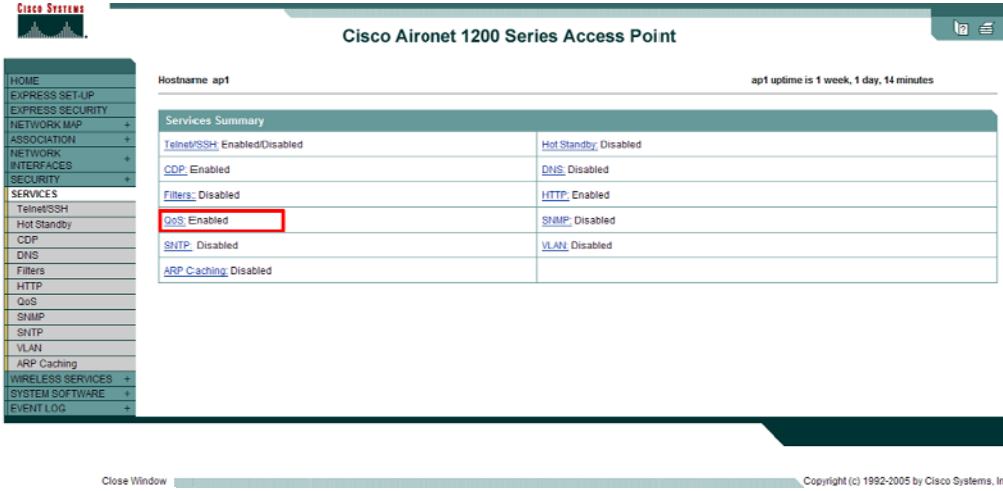 CISCO SYSTEMS
Cisco Aironet 1200 Series Access Point
HOME
EXPRESS SET-UP
EXPRESS SECURITY
NETWORK MAP +
ASSOCIATION +
NETWORK
INTERFACES +
SECURITY +
SERVICES
Telnet/SSH
Hot Standby
CDP
DNS
Filters
HTTP
QoS
SNMP
SNTP
VLAN
ARP Caching
WIRELESS SERVICES +
SYSTEM SOFTWARE +
EVENT LOG +
Hostname ap1
ap1 uptime is 1 week, 1 day, 14 minutes
Services Summary
Telnet/SSH: Enabled/Disabled
Hot Standby: Disabled
CDP: Enabled
DNS: Disabled
Filters:: Disabled
HTTP: Enabled
QoS: Enabled
SNMP: Disabled
SNTP: Disabled
VLAN: Disabled
ARP Caching: Disabled
Close Window
Copyright (c) 1992-2005 by Cisco Systems, In